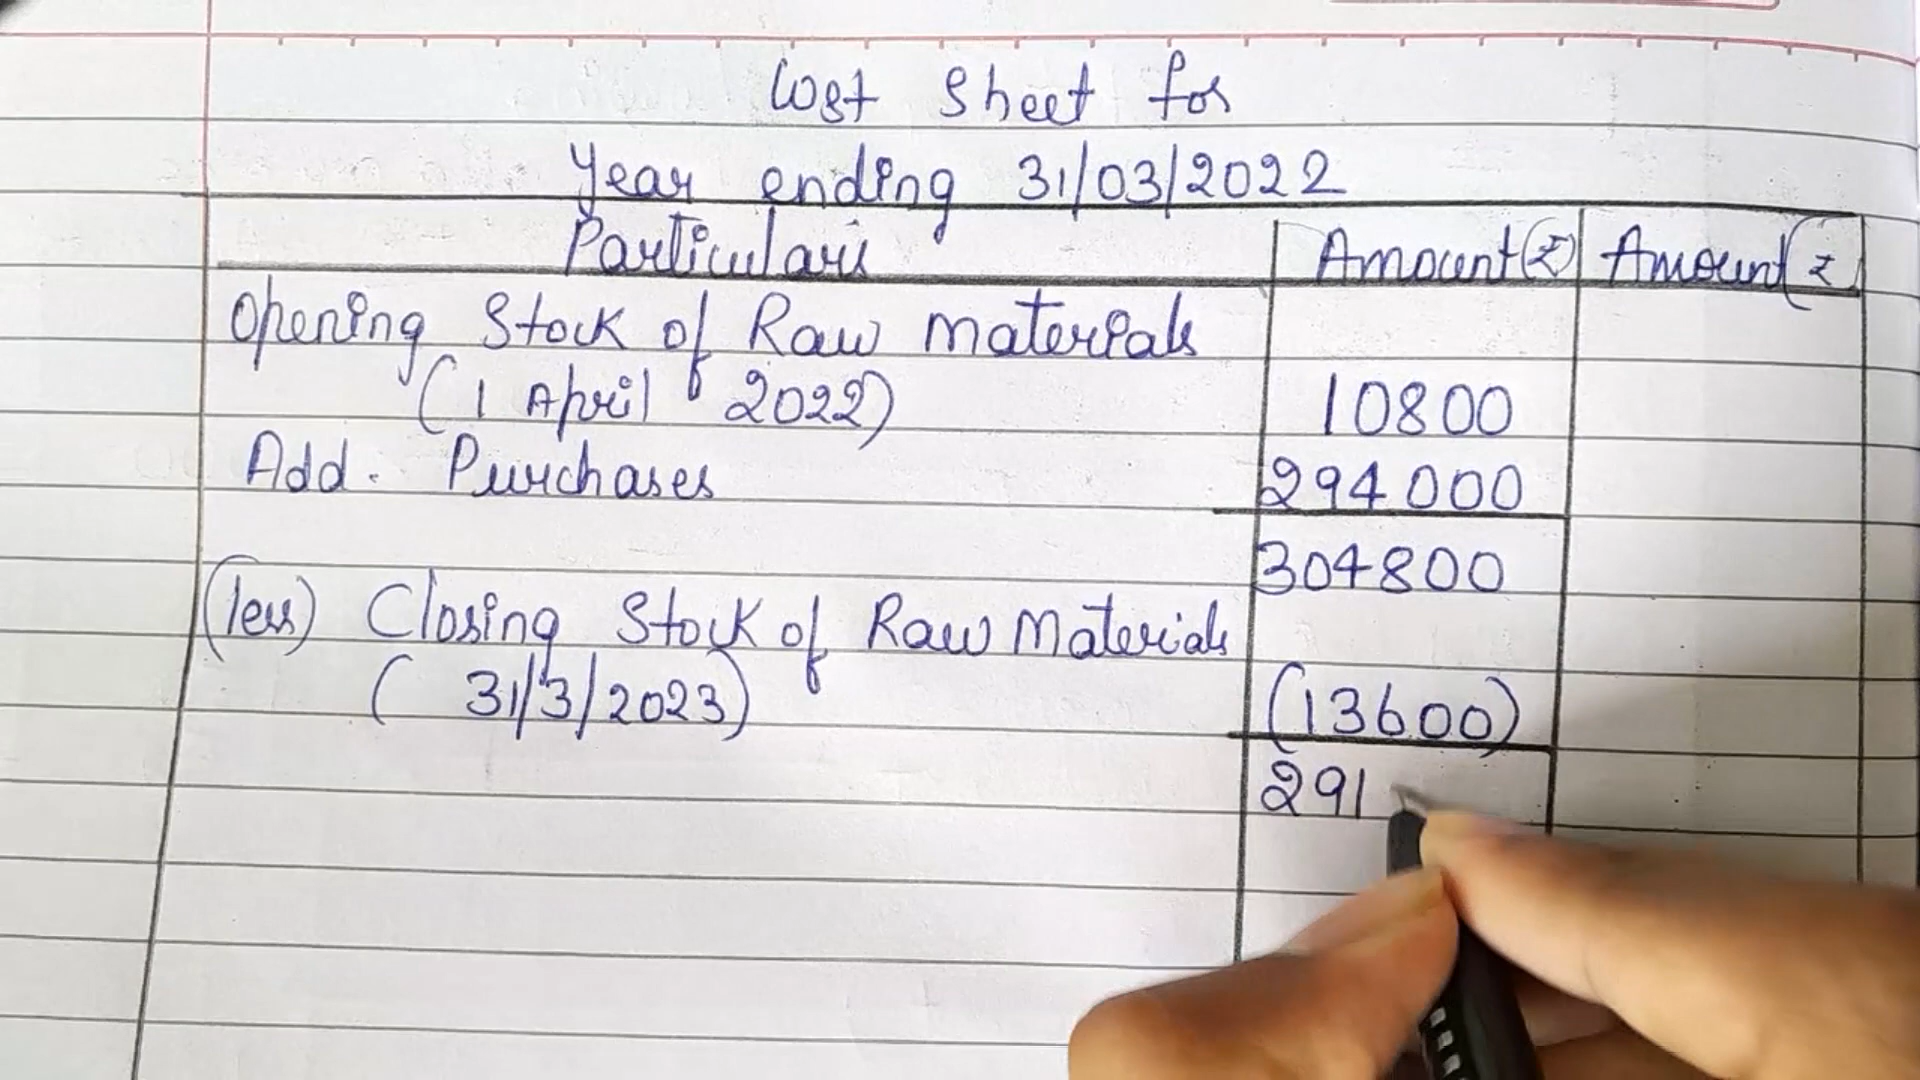 Cost Sheet for
Year ending 31/03/2022
Particulars Amount(₹) Amount(₹
Opening Stock of Raw Materials
(1 April 2022) 10800
Add. Purchases 294000
304800
(less) Closing Stock of Raw Materials
(31/3/2023) (13600)
291